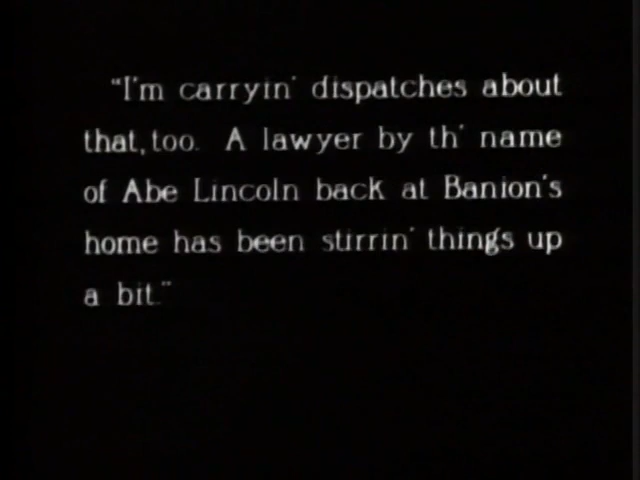 "I'm carryin' dispatches about
that, too. A lawyer by th' name
of Abe Lincoln back at Banion's
home has been stirrin' things up
a bit."